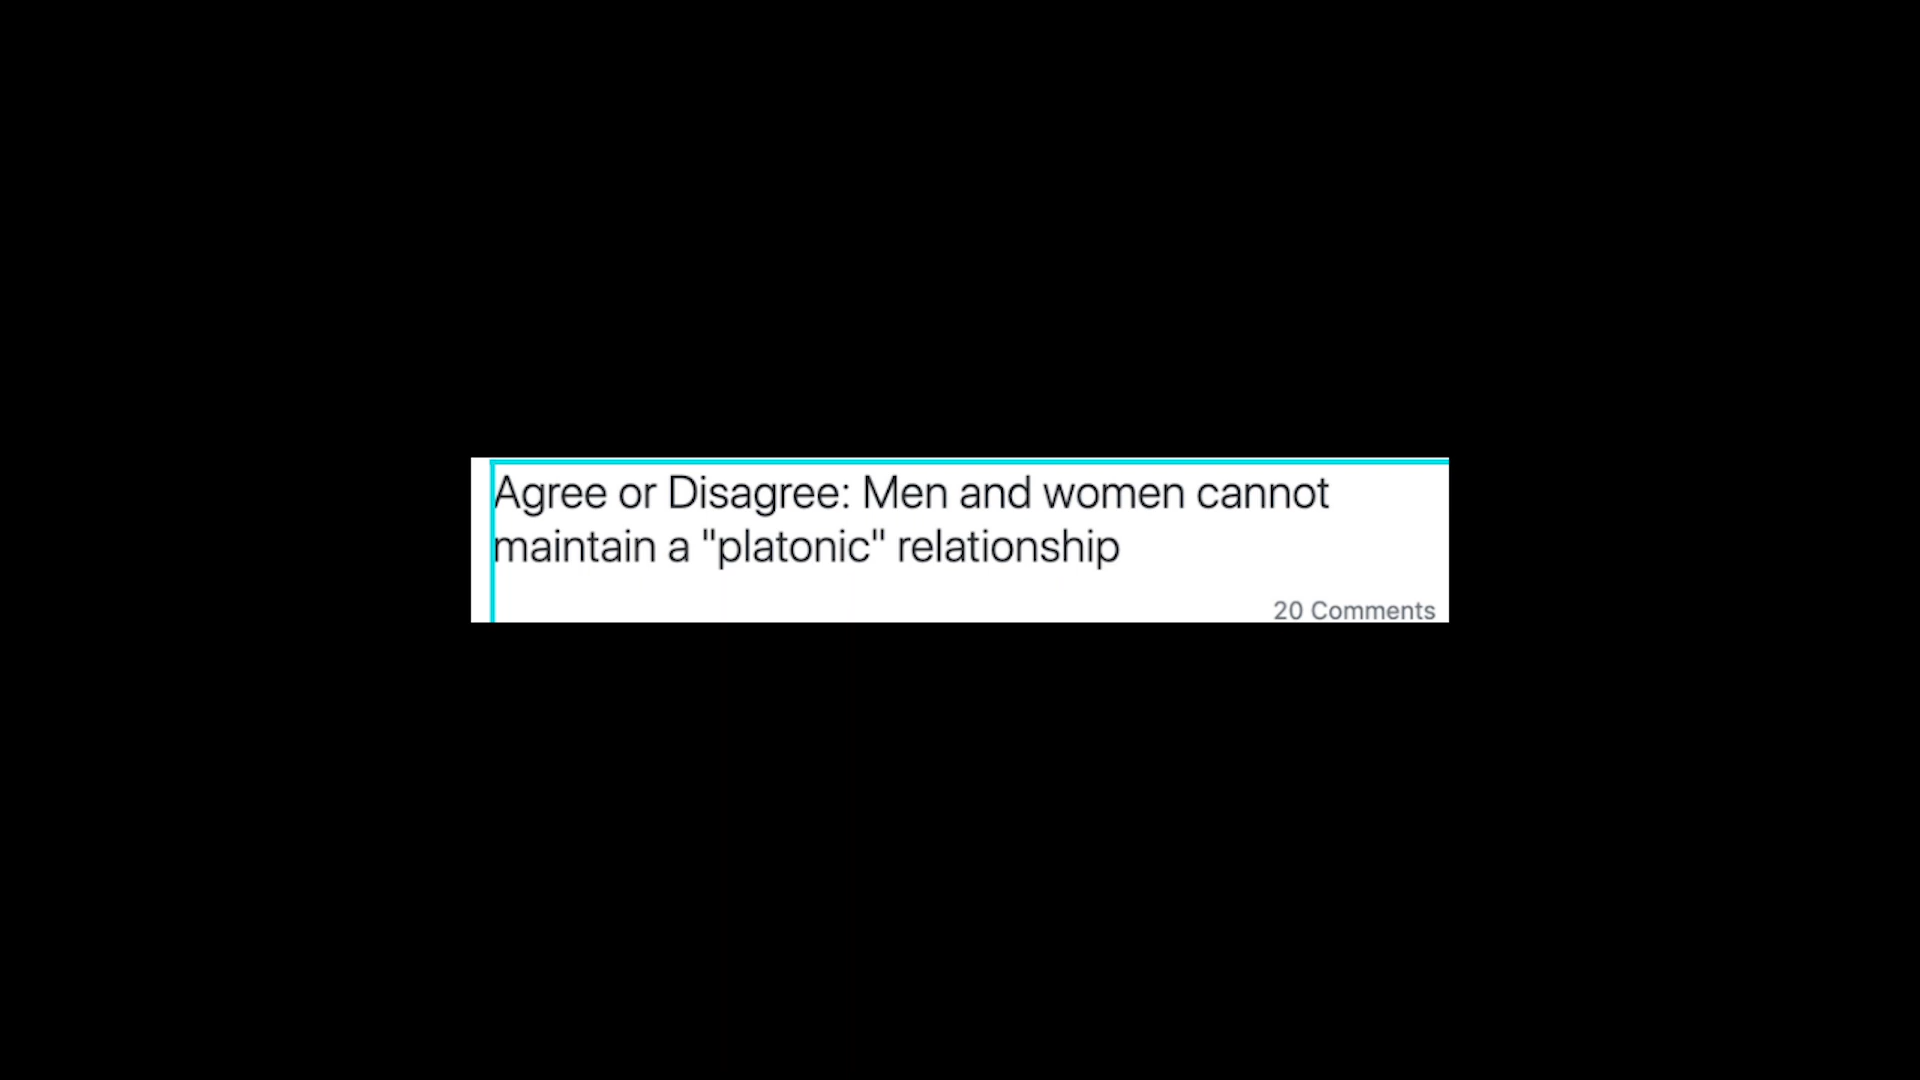 Agree or Disagree: Men and women cannot
maintain a "platonic" relationship
20 Comments